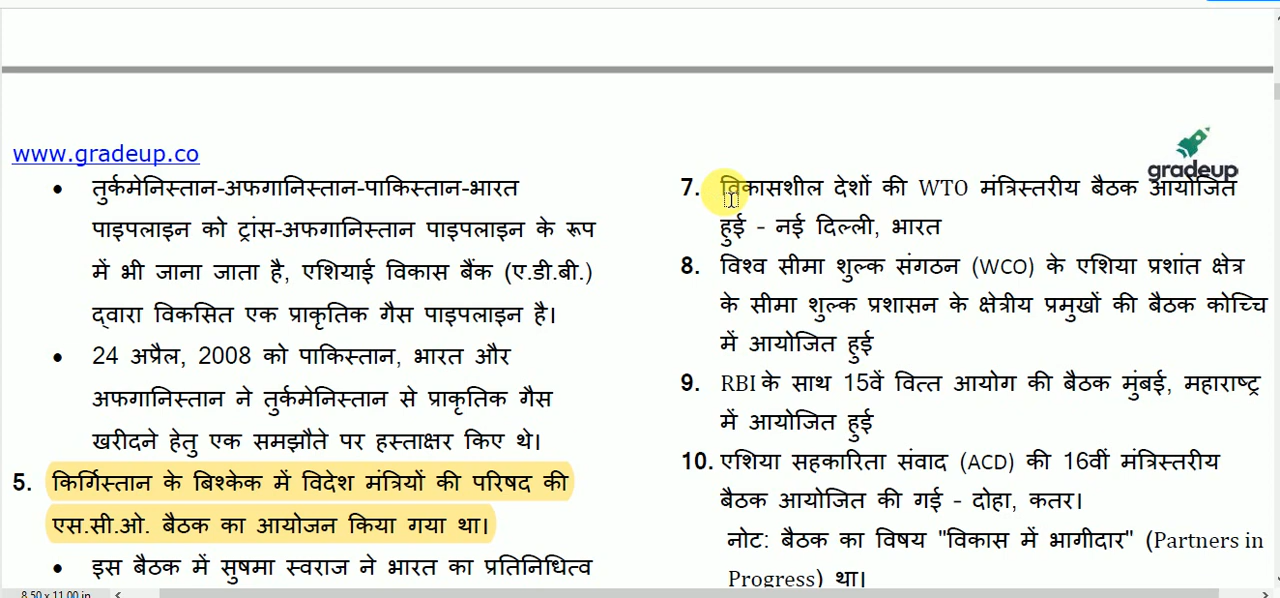 www.gradeup.co
gradeup
• तुर्कमेनिस्तान-अफगानिस्तान-पाकिस्तान-भारत
पाइपलाइन को ट्रांस-अफगानिस्तान पाइपलाइन के रूप
में भी जाना जाता है, एशियाई विकास बैंक (ए.डी.बी.)
द्वारा विकसित एक प्राकृतिक गैस पाइपलाइन है।
• 24 अप्रैल, 2008 को पाकिस्तान, भारत और
अफगानिस्तान ने तुर्कमेनिस्तान से प्राकृतिक गैस
खरीदने हेतु एक समझौते पर हस्ताक्षर किए थे।
5. किर्गिस्तान के बिश्केक में विदेश मंत्रियों की परिषद की
एस.सी.ओ. बैठक का आयोजन किया गया था।
• इस बैठक में सुषमा स्वराज ने भारत का प्रतिनिधित्व
7. विकासशील देशों की WTO मंत्रिस्तरीय बैठक आयोजित
हुई - नई दिल्ली, भारत
8. विश्व सीमा शुल्क संगठन (WCO) के एशिया प्रशांत क्षेत्र
के सीमा शुल्क प्रशासन के क्षेत्रीय प्रमुखों की बैठक कोच्चि
में आयोजित हुई
9. RBI के साथ 15वें वित्त आयोग की बैठक मुंबई, महाराष्ट्र
में आयोजित हुई
10. एशिया सहकारिता संवाद (ACD) की 16वीं मंत्रिस्तरीय
बैठक आयोजित की गई - दोहा, कतर।
नोट: बैठक का विषय "विकास में भागीदार" (Partners in
Progress) था।
8.50 x 11.00 in